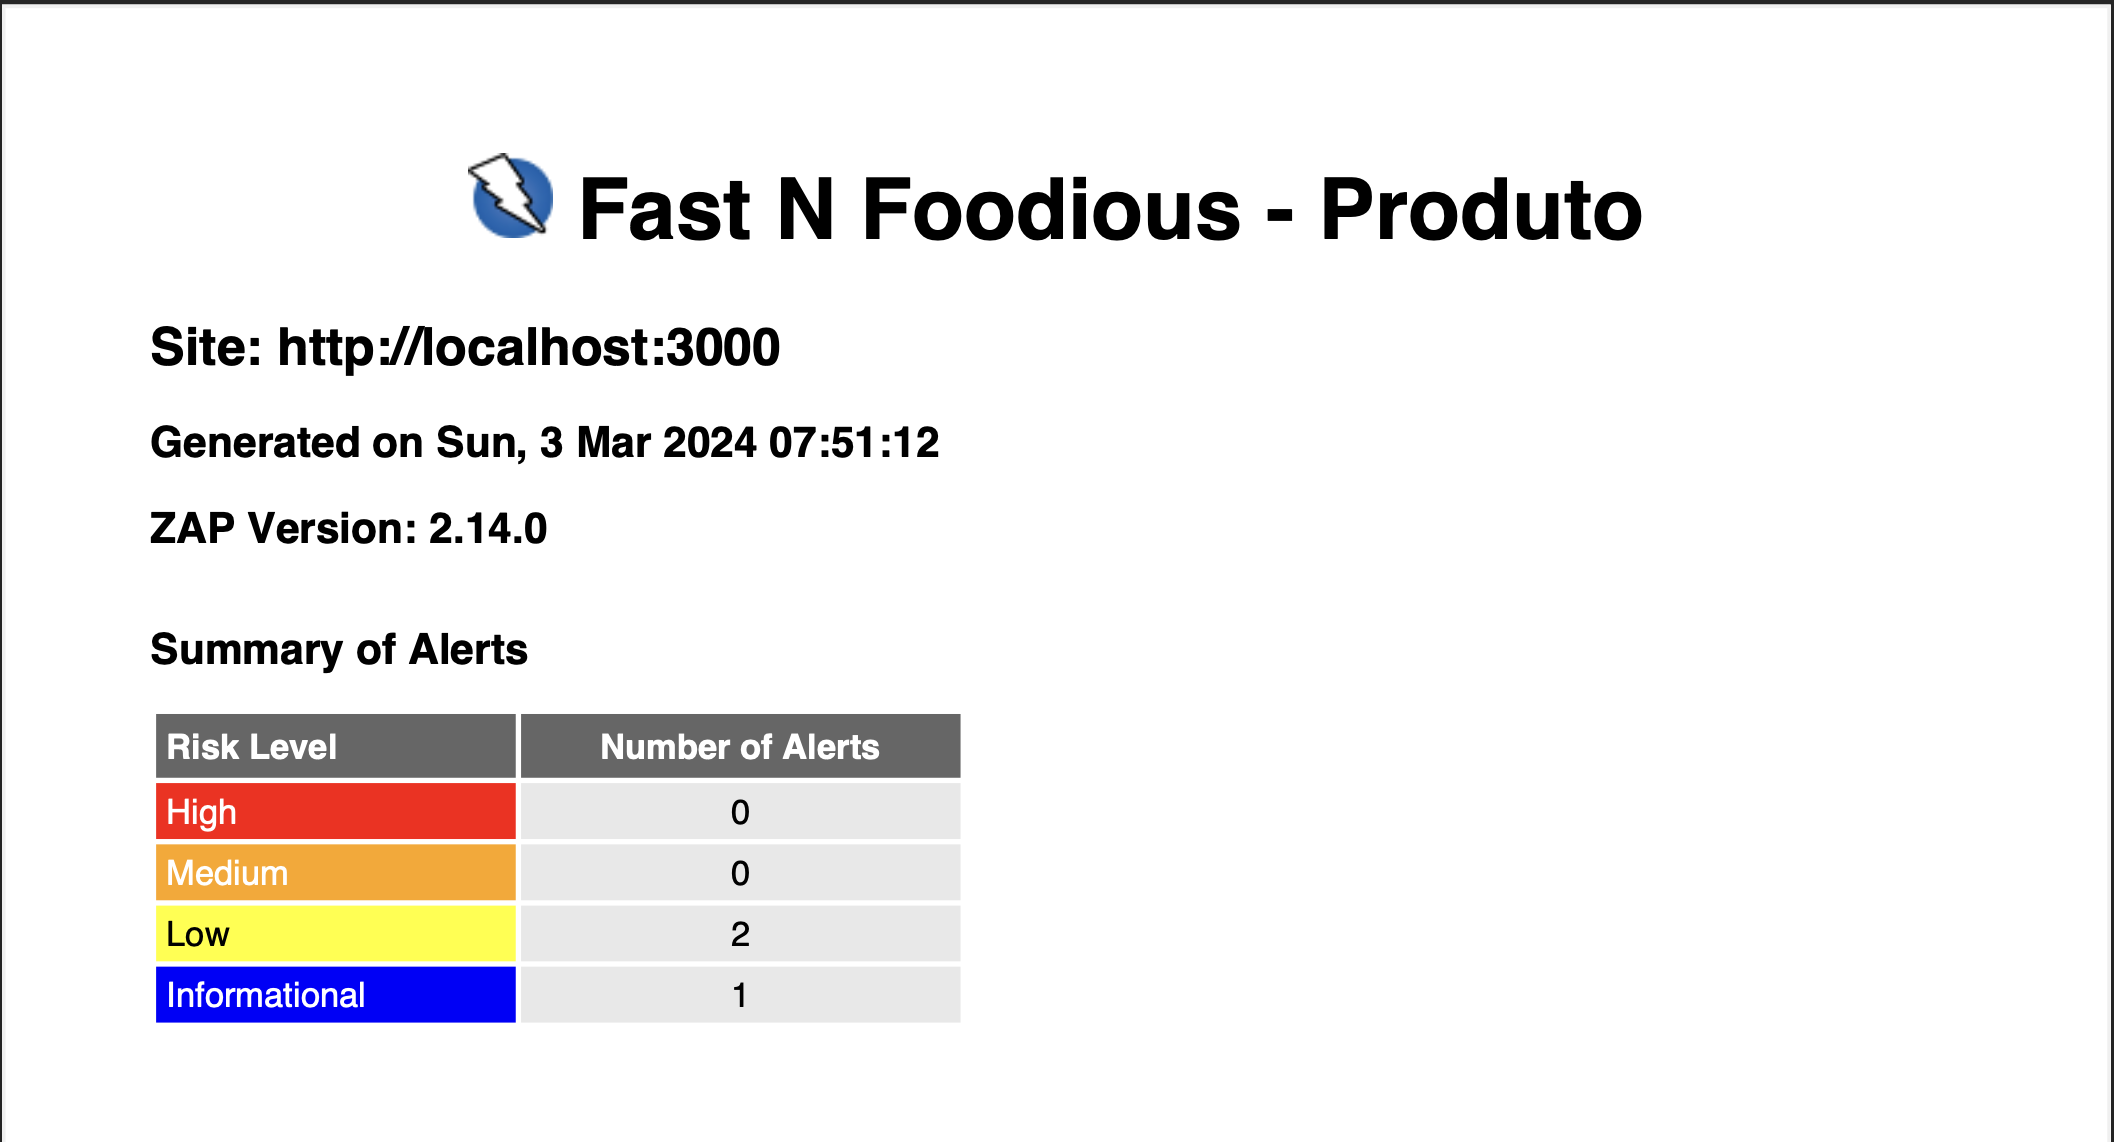 Fast N Foodious - Produto
Site: http://localhost:3000
Generated on Sun, 3 Mar 2024 07:51:12
ZAP Version: 2.14.0
Summary of Alerts
Risk Level Number of Alerts
High 0
Medium 0
Low 2
Informational 1